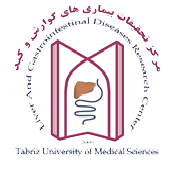 مرکز تحقیقات بیماری های گوارش و کبد
Liver And Gastrointestinal Diseases Research Center
Tabriz University of Medical Sciences